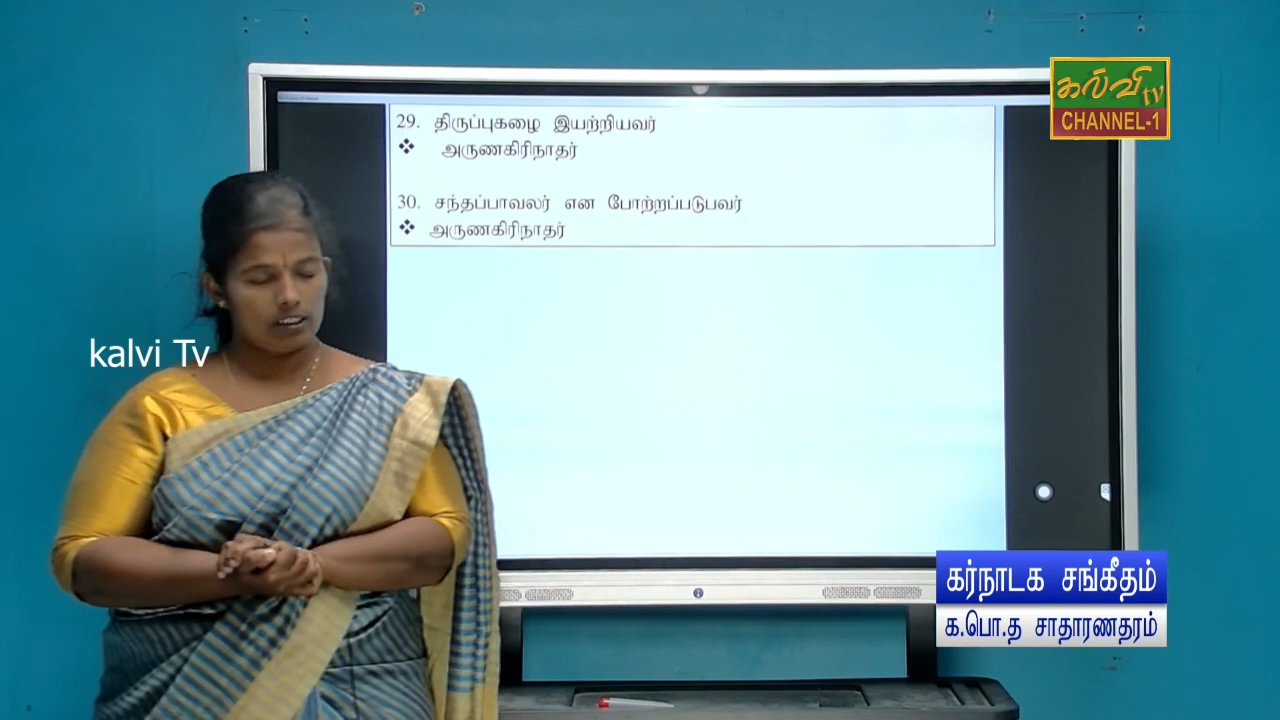 கல்வி tv
CHANNEL-1
29. திருப்புகழை இயற்றியவர்
❖ அருணகிரிநாதர்
30. சந்தப்பாவலர் என போற்றப்படுபவர்
❖ அருணகிரிநாதர்
kalvi Tv
கர்நாடக சங்கீதம்
க.பொ.த சாதாரணதரம்